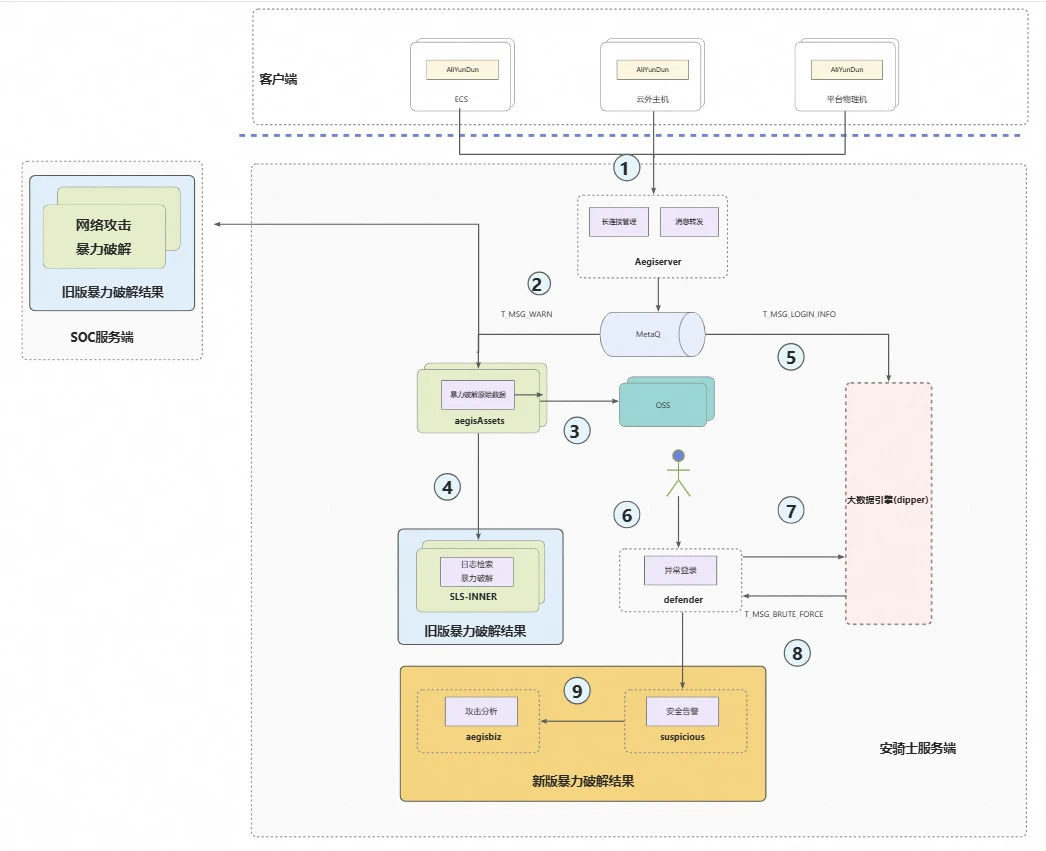 客户端
AliYunDun
ECS
AliYunDun
云外主机
AliYunDun
平台物理机
1
长连接管理
消息转发
Aegiserver
网络攻击
暴力破解
旧版暴力破解结果
SOC服务端
2
T_MSG_WARN
MetaQ
T_MSG_LOGIN_INFO
5
暴力破解原始数据
aegisAssets
3
OSS
4
6
7
大数据引擎(dipper)
日志检索
暴力破解
SLS-INNER
旧版暴力破解结果
异常登录
defender
T_MSG_BRUTE_FORCE
8
9
攻击分析
aegisbiz
安全告警
suspicious
新版暴力破解结果
安骑士服务端